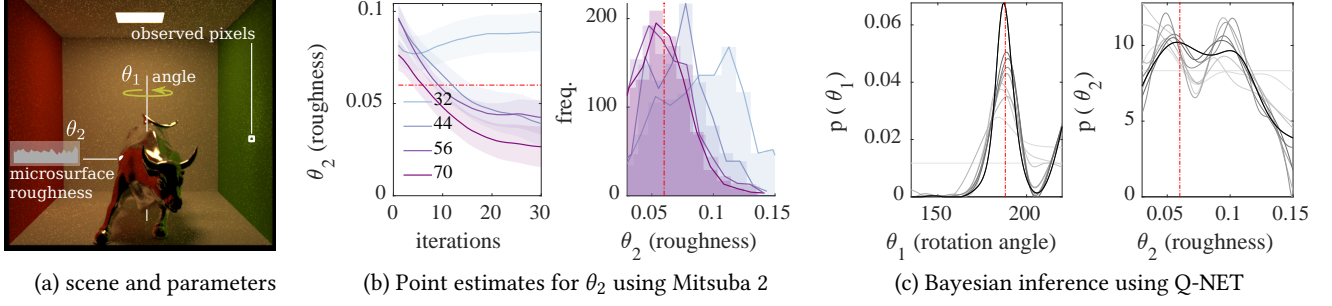 observed pixels
θ1 angle
θ2
microsurface
roughness
(a) scene and parameters
0.1
0.05
0
θ2 (roughness)
32
44
56
70
1 10 20 30
iterations
freq.
200
100
0
0.05 0.1 0.15
θ2 (roughness)
(b) Point estimates for θ2 using Mitsuba 2
p ( θ1 )
0.06
0.04
0.02
0
150 200
θ1 (rotation angle)
p ( θ2 )
10
5
0
0.05 0.1 0.15
θ2 (roughness)
(c) Bayesian inference using Q-NET